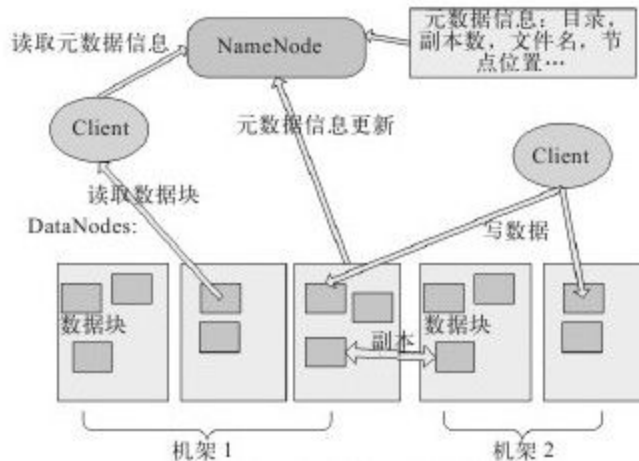 读取元数据信息
NameNode
元数据信息：目录，
副本数，文件名，节
点位置…
Client
元数据信息更新
Client
读取数据块
DataNodes:
写数据
数据块
副本
数据块
机架 1
机架 2